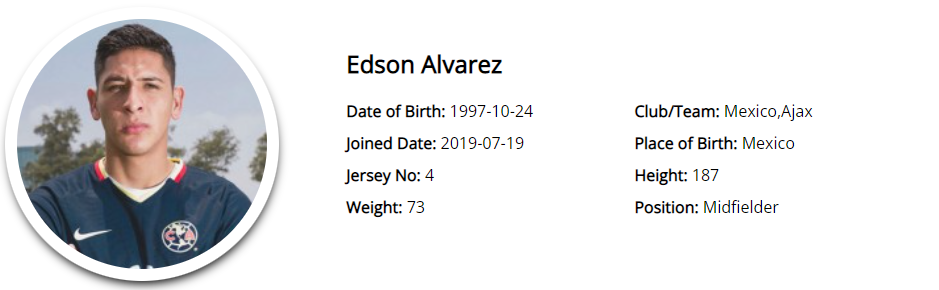 Edson Alvarez
Date of Birth: 1997-10-24
Club/Team: Mexico,Ajax
Joined Date: 2019-07-19
Place of Birth: Mexico
Jersey No: 4
Height: 187
Weight: 73
Position: Midfielder